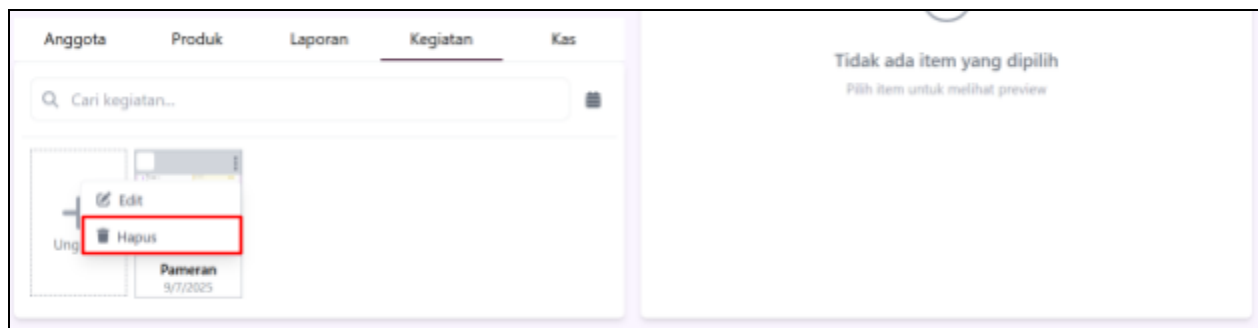 Anggota Produk Laporan Kegiatan Kas
Cari kegiatan...
Edit
Hapus
Ung
Pameran
9/7/2025
Tidak ada item yang dipilih
Pilih item untuk melihat preview